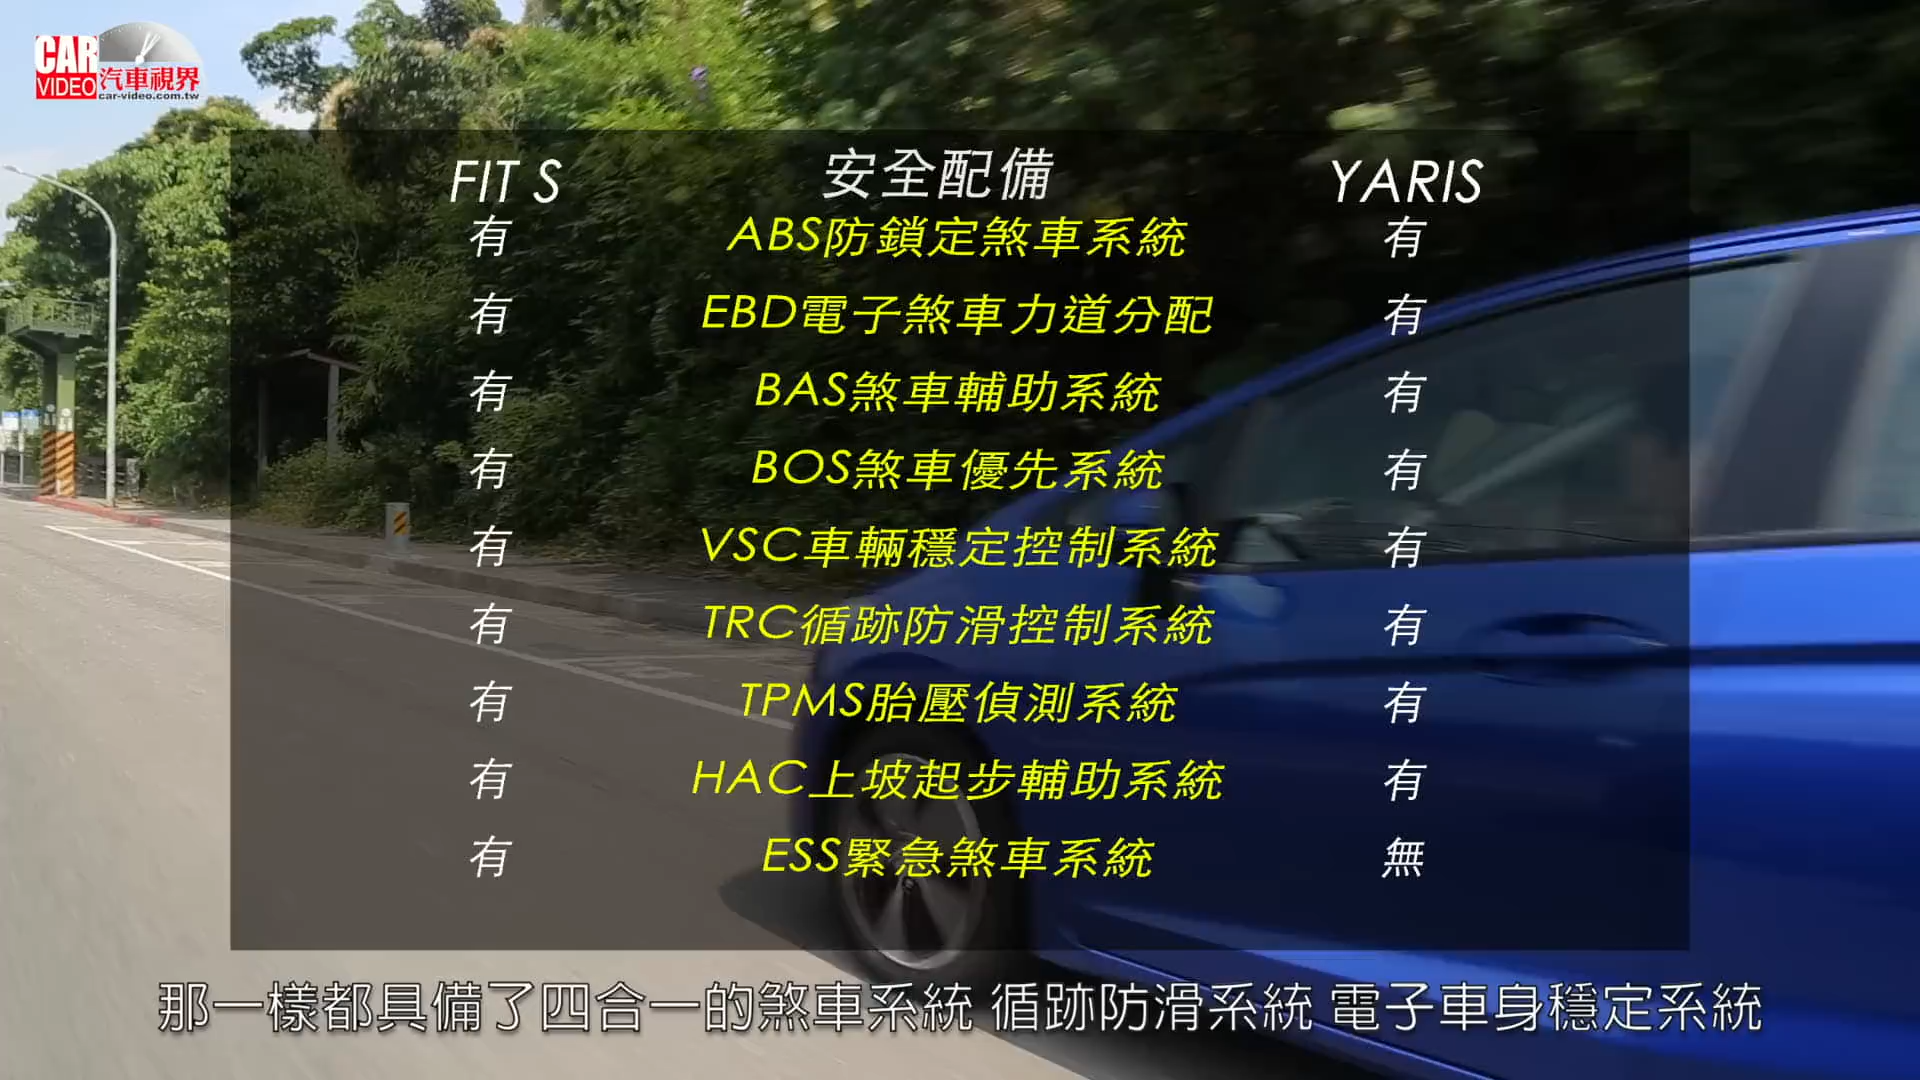 CAR
VIDEO 汽車視界
car-video.com.tw
FIT S 安全配備 YARIS
有 ABS防鎖定煞車系統 有
有 EBD電子煞車力道分配 有
有 BAS煞車輔助系統 有
有 BOS煞車優先系統 有
有 VSC車輛穩定控制系統 有
有 TRC循跡防滑控制系統 有
有 TPMS胎壓偵測系統 有
有 HAC上坡起步輔助系統 有
有 ESS緊急煞車系統 無
那一樣都具備了四合一的煞車系統 循跡防滑系統 電子車身穩定系統